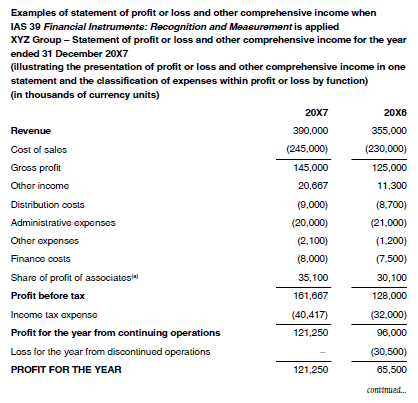 Examples of statement of profit or loss and other comprehensive income when
IAS 39 Financial Instruments: Recognition and Measurement is applied
XYZ Group – Statement of profit or loss and other comprehensive income for the year
ended 31 December 20X7
(illustrating the presentation of profit or loss and other comprehensive income in one
statement and the classification of expenses within profit or loss by function)
(in thousands of currency units)
20X7 20X6
Revenue 390,000 355,000
Cost of sales (245,000) (230,000)
Gross profit 145,000 125,000
Other income 20,667 11,300
Distribution costs (9,000) (8,700)
Administrative expenses (20,000) (21,000)
Other expenses (2,100) (1,200)
Finance costs (8,000) (7,500)
Share of profit of associates(a) 35,100 30,100
Profit before tax 161,667 128,000
Income tax expense (40,417) (32,000)
Profit for the year from continuing operations 121,250 96,000
Loss for the year from discontinued operations – (30,500)
PROFIT FOR THE YEAR 121,250 65,500
continued...